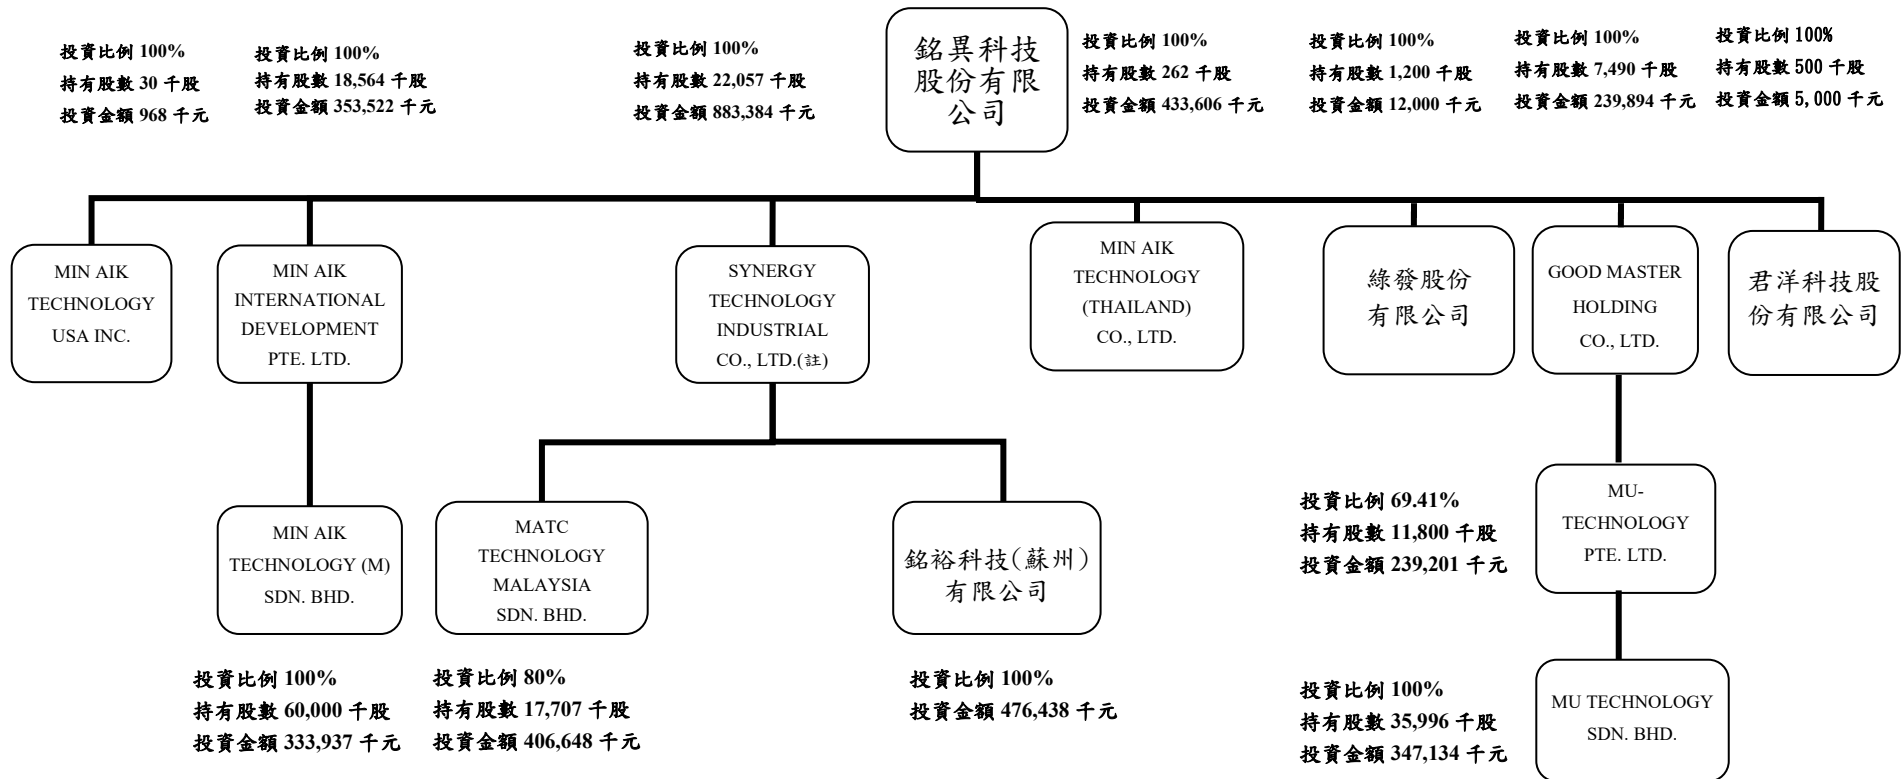 投資比例 100%
持有股數 30 千股
投資金額 968 千元
投資比例 100%
持有股數 18,564 千股
投資金額 353,522 千元
投資比例 100%
持有股數 22,057 千股
投資金額 883,384 千元
銘異科技
股份有限
公司
投資比例 100%
持有股數 262 千股
投資金額 433,606 千元
投資比例 100%
持有股數 1,200 千股
投資金額 12,000 千元
投資比例 100%
持有股數 7,490 千股
投資金額 239,894 千元
投資比例 100%
持有股數 500 千股
投資金額 5,000 千元
MIN AIK
TECHNOLOGY
USA INC.
MIN AIK
INTERNATIONAL
DEVELOPMENT
PTE. LTD.
SYNERGY
TECHNOLOGY
INDUSTRIAL
CO., LTD.(註)
MIN AIK
TECHNOLOGY
(THAILAND)
CO., LTD.
綠發股份
有限公司
GOOD MASTER
HOLDING
CO., LTD.
君洋科技股
份有限公司
MIN AIK
TECHNOLOGY (M)
SDN. BHD.
MATC
TECHNOLOGY
MALAYSIA
SDN. BHD.
銘裕科技(蘇州)
有限公司
投資比例 69.41%
持有股數 11,800 千股
投資金額 239,201 千元
MU-
TECHNOLOGY
PTE. LTD.
投資比例 100%
持有股數 60,000 千股
投資金額 333,937 千元
投資比例 80%
持有股數 17,707 千股
投資金額 406,648 千元
投資比例 100%
投資金額 476,438 千元
投資比例 100%
持有股數 35,996 千股
投資金額 347,134 千元
MU TECHNOLOGY
SDN. BHD.